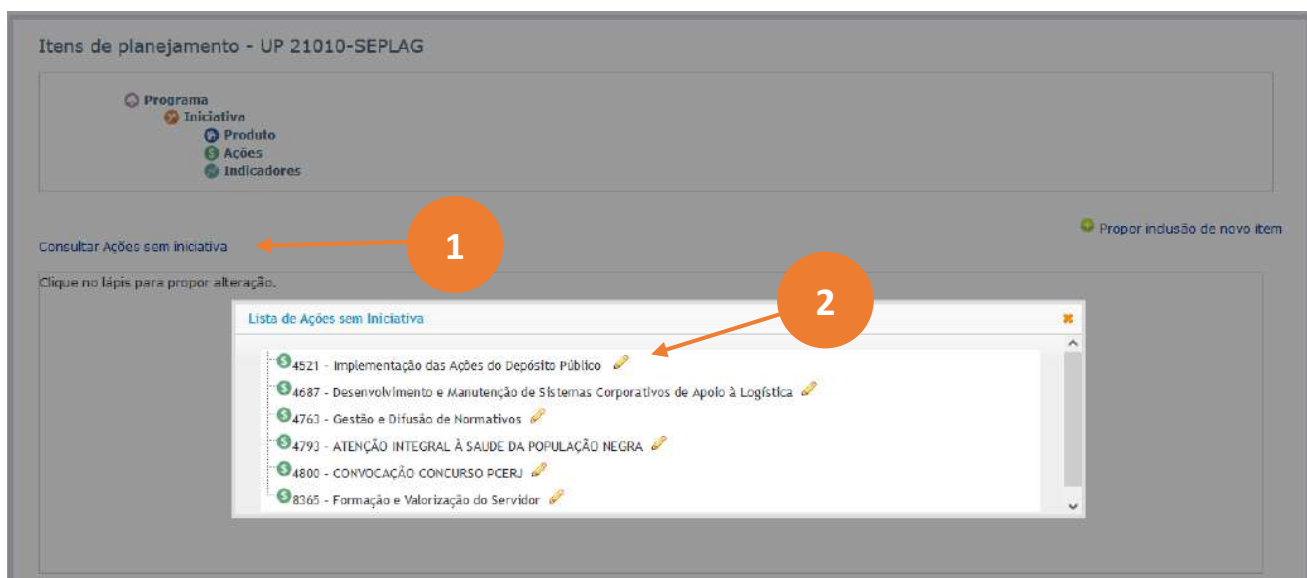 Itens de planejamento - UP 21010-SEPLAG
Programa
Iniciativa
Produto
Ações
Indicadores
Propor inclusão de novo item
Consultar Ações sem iniciativa
1
Clique no lápis para propor alteração.
2
Lista de Ações sem Iniciativa
4521 - Implementação das Ações do Depósito Público
4687 - Desenvolvimento e Manutenção de Sistemas Corporativos de Apoio à Logística
4763 - Gestão e Difusão de Normativos
4793 - ATENÇÃO INTEGRAL À SAUDE DA POPULAÇÃO NEGRA
4800 - CONVOCAÇÃO CONCURSO PCERJ
8365 - Formação e Valorização do Servidor